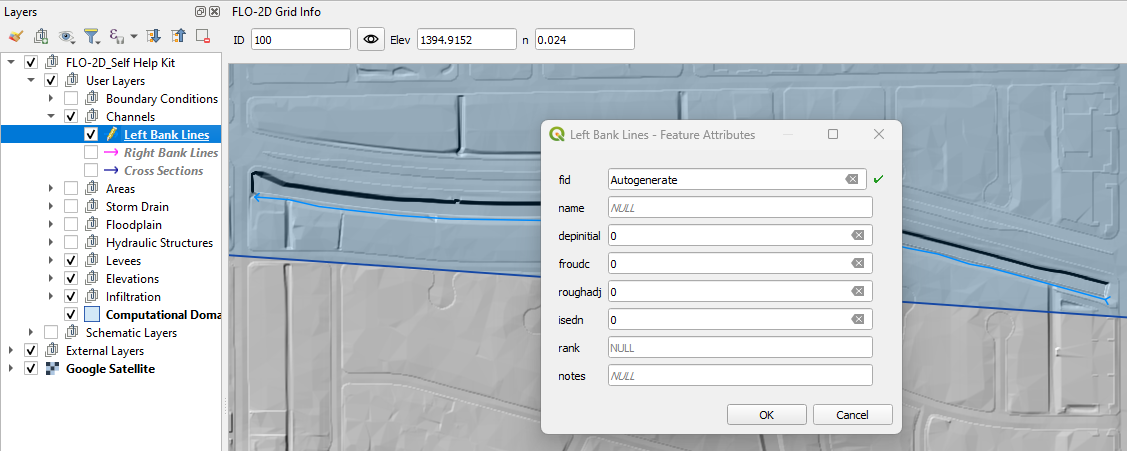 Layers
FLO-2D Grid Info
ID 100 Elev 1394.9152 n 0.024
FLO-2D_Self Help Kit
User Layers
Boundary Conditions
Channels
Left Bank Lines
Right Bank Lines
Cross Sections
Areas
Storm Drain
Floodplain
Hydraulic Structures
Levees
Elevations
Infiltration
Computational Doma
Schematic Layers
External Layers
Google Satellite
Left Bank Lines - Feature Attributes
fid Autogenerate
name NULL
depinitial 0
froudc 0
roughadj 0
isedn 0
rank NULL
notes NULL
OK Cancel